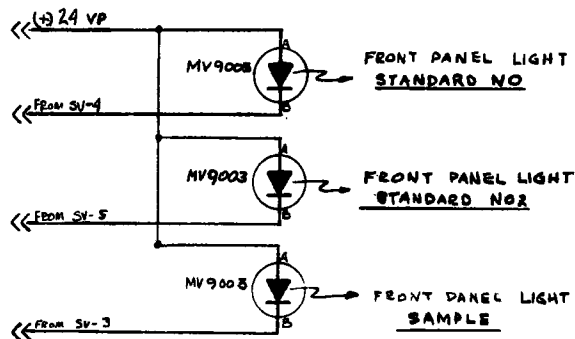 (+) 24 VP
A
MV9003
B
FRONT PANEL LIGHT
STANDARD NO
FROM SV-4
A
MV9003
B
FRONT PANEL LIGHT
STANDARD NO2
FROM SV-5
A
MV9003
B
FRONT PANEL LIGHT
SAMPLE
FROM SV-3